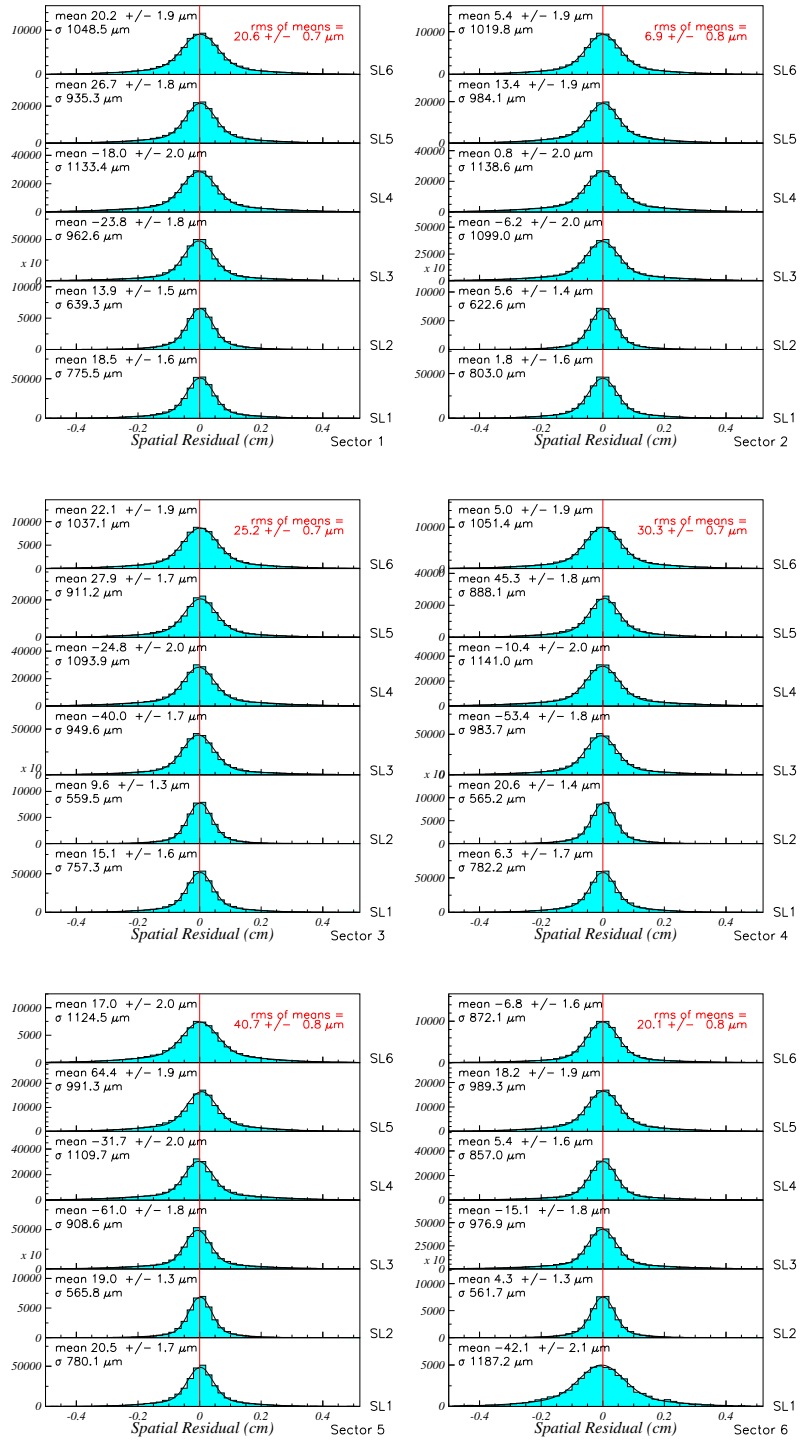 mean 20.2 +/− 1.9 μm
σ 1048.5 μm
rms of means =
20.6 +/− 0.7 μm
10000
0
SL6
mean 26.7 +/− 1.8 μm
σ 935.3 μm
20000
0
SL5
mean −18.0 +/− 2.0 μm
σ 1133.4 μm
40000
20000
0
SL4
mean −23.8 +/− 1.8 μm
σ 962.6 μm
50000
x 10
0
SL3
mean 13.9 +/− 1.5 μm
σ 639.3 μm
10000
5000
0
SL2
mean 18.5 +/− 1.6 μm
σ 775.5 μm
50000
0
SL1
-0.4 -0.2 0 0.2 0.4
Spatial Residual (cm)
Sector 1
mean 5.4 +/− 1.9 μm
σ 1019.8 μm
rms of means =
6.9 +/− 0.8 μm
10000
0
SL6
mean 13.4 +/− 1.9 μm
σ 984.1 μm
20000
0
SL5
mean 0.8 +/− 2.0 μm
σ 1138.6 μm
40000
20000
0
SL4
mean −6.2 +/− 2.0 μm
σ 1099.0 μm
50000
25000
x 10
0
SL3
mean 5.6 +/− 1.4 μm
σ 622.6 μm
10000
5000
0
SL2
mean 1.8 +/− 1.6 μm
σ 803.0 μm
50000
0
SL1
-0.4 -0.2 0 0.2 0.4
Spatial Residual (cm)
Sector 2
mean 22.1 +/− 1.9 μm
σ 1037.1 μm
rms of means =
25.2 +/− 0.7 μm
10000
5000
0
SL6
mean 27.9 +/− 1.7 μm
σ 911.2 μm
20000
0
SL5
mean −24.8 +/− 2.0 μm
σ 1093.9 μm
40000
20000
0
SL4
mean −40.0 +/− 1.7 μm
σ 949.6 μm
50000
x 10
0
SL3
mean 9.6 +/− 1.3 μm
σ 559.5 μm
10000
5000
0
SL2
mean 15.1 +/− 1.6 μm
σ 757.3 μm
50000
0
SL1
-0.4 -0.2 0 0.2 0.4
Spatial Residual (cm)
Sector 3
mean 5.0 +/− 1.9 μm
σ 1051.4 μm
rms of means =
30.3 +/− 0.7 μm
10000
0
SL6
mean 45.3 +/− 1.8 μm
σ 888.1 μm
40000
20000
0
SL5
mean −10.4 +/− 2.0 μm
σ 1141.0 μm
40000
20000
0
SL4
mean −53.4 +/− 1.8 μm
σ 983.7 μm
50000
x 10
0
SL3
mean 20.6 +/− 1.4 μm
σ 565.2 μm
10000
5000
0
SL2
mean 6.3 +/− 1.7 μm
σ 782.2 μm
50000
0
SL1
-0.4 -0.2 0 0.2 0.4
Spatial Residual (cm)
Sector 4
mean 17.0 +/− 2.0 μm
σ 1124.5 μm
rms of means =
40.7 +/− 0.8 μm
10000
5000
0
SL6
mean 64.4 +/− 1.9 μm
σ 991.3 μm
20000
10000
0
SL5
mean −31.7 +/− 2.0 μm
σ 1109.7 μm
40000
20000
0
SL4
mean −61.0 +/− 1.8 μm
σ 908.6 μm
50000
x 10
0
SL3
mean 19.0 +/− 1.3 μm
σ 565.8 μm
10000
5000
0
SL2
mean 20.5 +/− 1.7 μm
σ 780.1 μm
50000
0
SL1
-0.4 -0.2 0 0.2 0.4
Spatial Residual (cm)
Sector 5
mean −6.8 +/− 1.6 μm
σ 872.1 μm
rms of means =
20.1 +/− 0.8 μm
10000
0
SL6
mean 18.2 +/− 1.9 μm
σ 989.3 μm
20000
10000
0
SL5
mean 5.4 +/− 1.6 μm
σ 857.0 μm
40000
20000
0
SL4
mean −15.1 +/− 1.8 μm
σ 976.9 μm
50000
25000
x 10
0
SL3
mean 4.3 +/− 1.3 μm
σ 561.7 μm
10000
5000
0
SL2
mean −42.1 +/− 2.1 μm
σ 1187.2 μm
5000
0
SL1
-0.4 -0.2 0 0.2 0.4
Spatial Residual (cm)
Sector 6